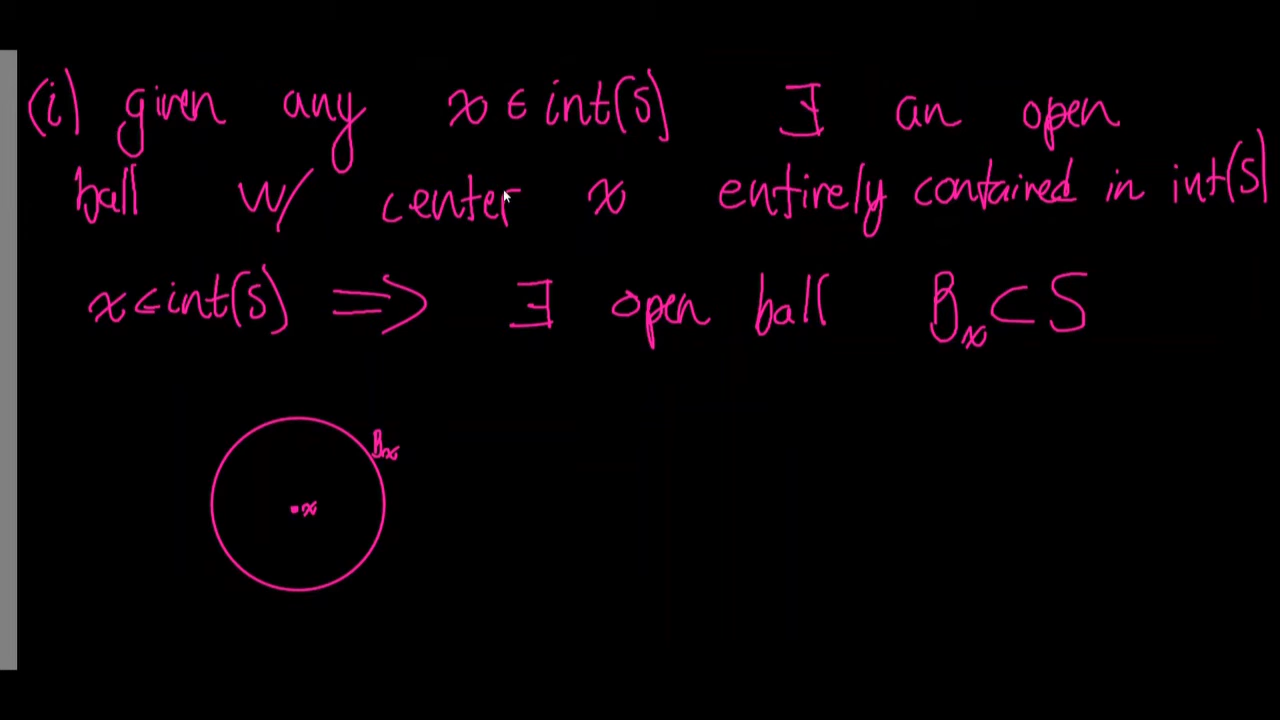 (i) given any x ∈ int(S) ∃ an open
ball w/ center x entirely contained in int(S)
x ∈ int(S) ⟹ ∃ open ball Bₓ ⊂ S
Bₓ
x